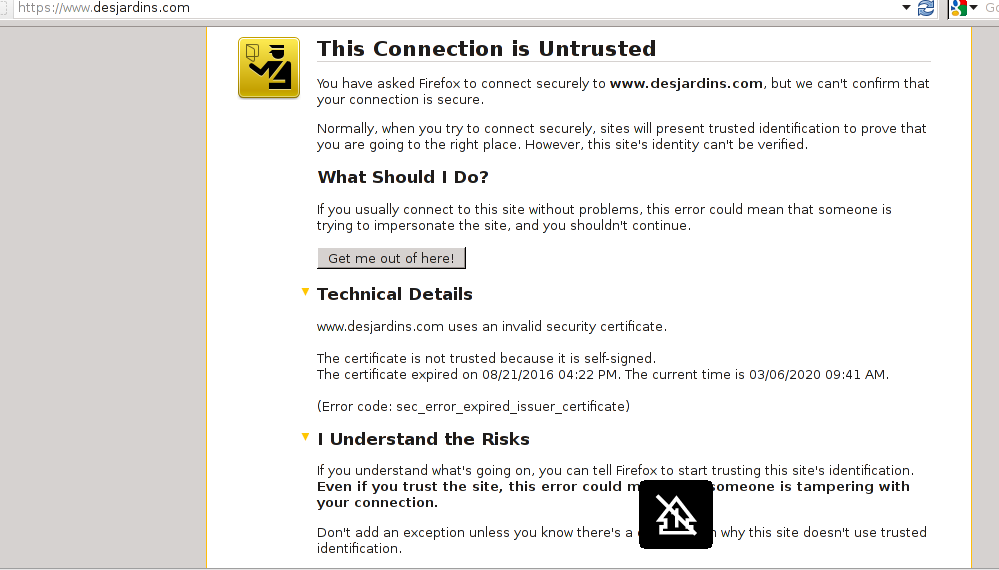 https://www.desjardins.com
This Connection is Untrusted
You have asked Firefox to connect securely to www.desjardins.com, but we can't confirm that
your connection is secure.
Normally, when you try to connect securely, sites will present trusted identification to prove that
you are going to the right place. However, this site's identity can't be verified.
What Should I Do?
If you usually connect to this site without problems, this error could mean that someone is
trying to impersonate the site, and you shouldn't continue.
Get me out of here!
Technical Details
www.desjardins.com uses an invalid security certificate.
The certificate is not trusted because it is self-signed.
The certificate expired on 08/21/2016 04:22 PM. The current time is 03/06/2020 09:41 AM.
(Error code: sec_error_expired_issuer_certificate)
I Understand the Risks
If you understand what's going on, you can tell Firefox to start trusting this site's identification.
Even if you trust the site, this error could someone is tampering with
your connection.
Don't add an exception unless you know there's a why this site doesn't use trusted
identification.